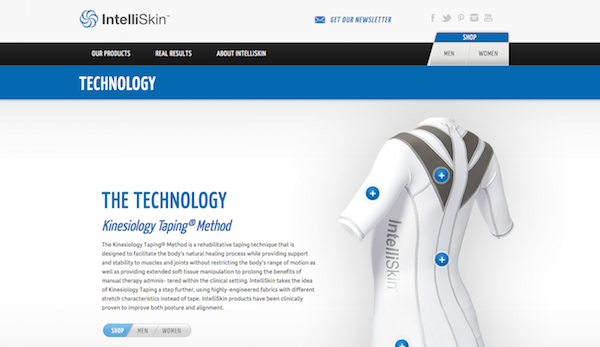 IntelliSkin™
GET OUR NEWSLETTER
SHOP
OUR PRODUCTS REAL RESULTS ABOUT INTELLISKIN MEN WOMEN
TECHNOLOGY
THE TECHNOLOGY
Kinesiology Taping® Method
The Kinesiology Taping® Method is a rehabilitative taping technique that is
designed to facilitate the body's natural healing process while providing support
and stability to muscles and joints without restricting the body's range of motion as
well as providing extended soft tissue manipulation to prolong the benefits of
manual therapy adminis- tered within the clinical setting. IntelliSkin takes the idea
of Kinesiology Taping a step further, using highly-engineered fabrics with different
stretch characteristics instead of tape. IntelliSkin products have been clinically
proven to improve both posture and alignment.
SHOP MEN WOMEN
IntelliSkin™